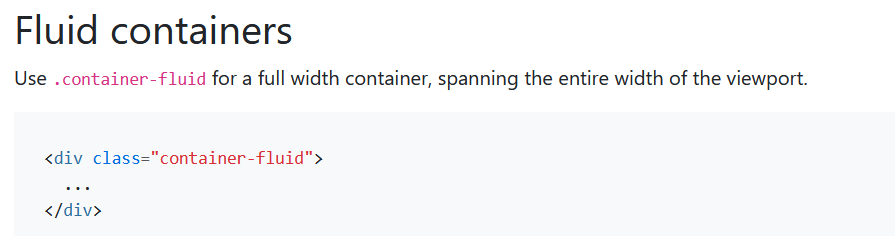 Fluid containers
Use .container-fluid for a full width container, spanning the entire width of the viewport.
<div class="container-fluid">
  ...
</div>